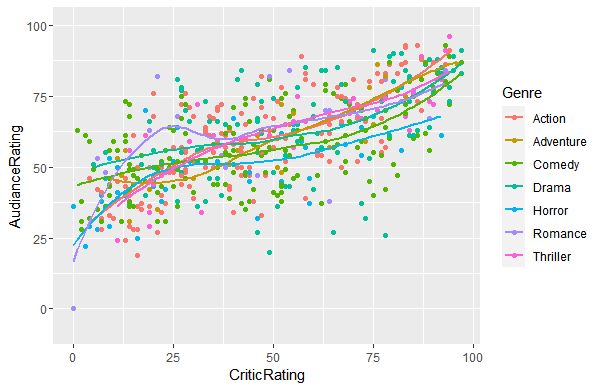 100
75
50
25
0
AudienceRating
0
25
50
75
100
CriticRating
Genre
Action
Adventure
Comedy
Drama
Horror
Romance
Thriller